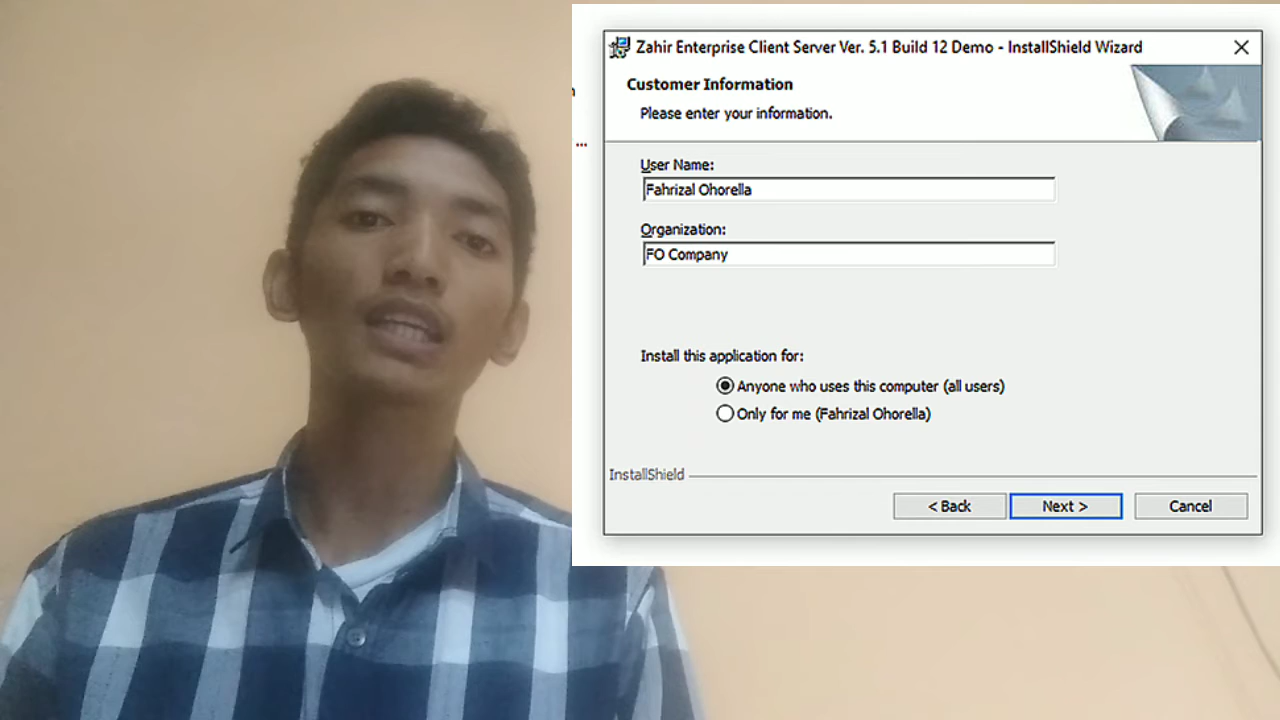 Zahir Enterprise Client Server Ver. 5.1 Build 12 Demo - InstallShield Wizard
Customer Information
Please enter your information.
User Name:
Fahrizal Ohorella
Organization:
FO Company
Install this application for:
Anyone who uses this computer (all users)
Only for me (Fahrizal Ohorella)
InstallShield
< Back
Next >
Cancel